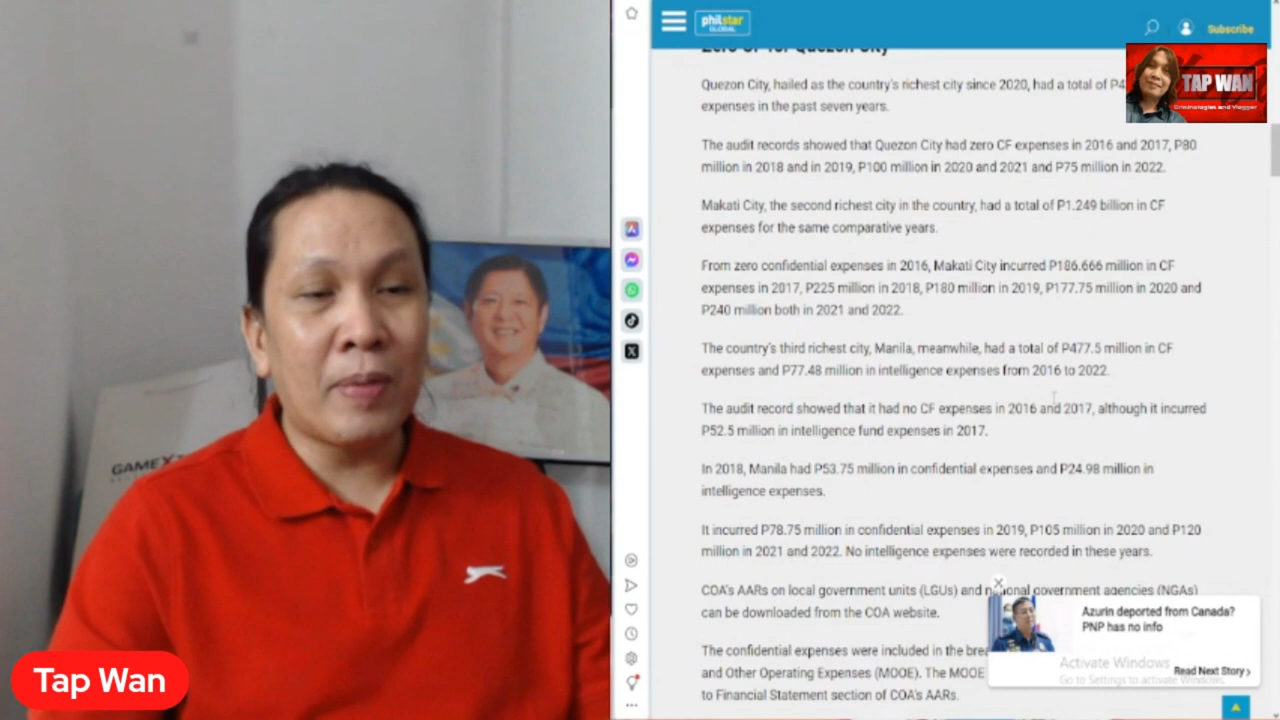 philstar
GLOBAL
Subscribe
TAP WAN
Criminologist and Vlogger
Zero CF for Quezon City
Quezon City, hailed as the country's richest city since 2020, had a total of P4
expenses in the past seven years.
The audit records showed that Quezon City had zero CF expenses in 2016 and 2017, P80
million in 2018 and in 2019, P100 million in 2020 and 2021 and P75 million in 2022.
Makati City, the second richest city in the country, had a total of P1.249 billion in CF
expenses for the same comparative years.
From zero confidential expenses in 2016, Makati City incurred P186.666 million in CF
expenses in 2017, P225 million in 2018, P180 million in 2019, P177.75 million in 2020 and
P240 million both in 2021 and 2022.
The country's third richest city, Manila, meanwhile, had a total of P477.5 million in CF
expenses and P77.48 million in intelligence expenses from 2016 to 2022.
The audit record showed that it had no CF expenses in 2016 and 2017, although it incurred
P52.5 million in intelligence fund expenses in 2017.
In 2018, Manila had P53.75 million in confidential expenses and P24.98 million in
intelligence expenses.
It incurred P78.75 million in confidential expenses in 2019, P105 million in 2020 and P120
million in 2021 and 2022. No intelligence expenses were recorded in these years.
COA's AARs on local government units (LGUs) and national government agencies (NGAs)
can be downloaded from the COA website.
The confidential expenses were included in the
and Other Operating Expenses (MOOE). The MOOE
to Financial Statement section of COA's AARs.
Azurin deported from Canada?
PNP has no info
Read Next Story
Activate Windows
Go to Settings to activate Windows.
GAMEX
Tap Wan